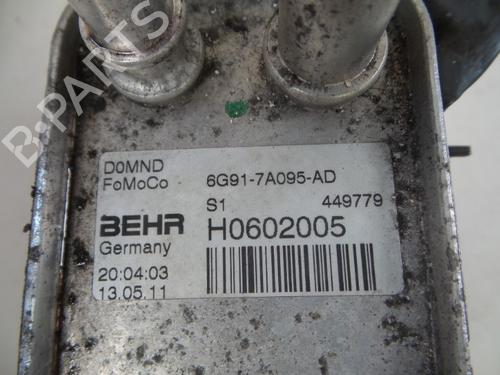 B-PARTS
D0MND
FoMoCo 6G91-7A095-AD
S1 449779
BEHR H0602005
Germany
20:04:03
13.05.11